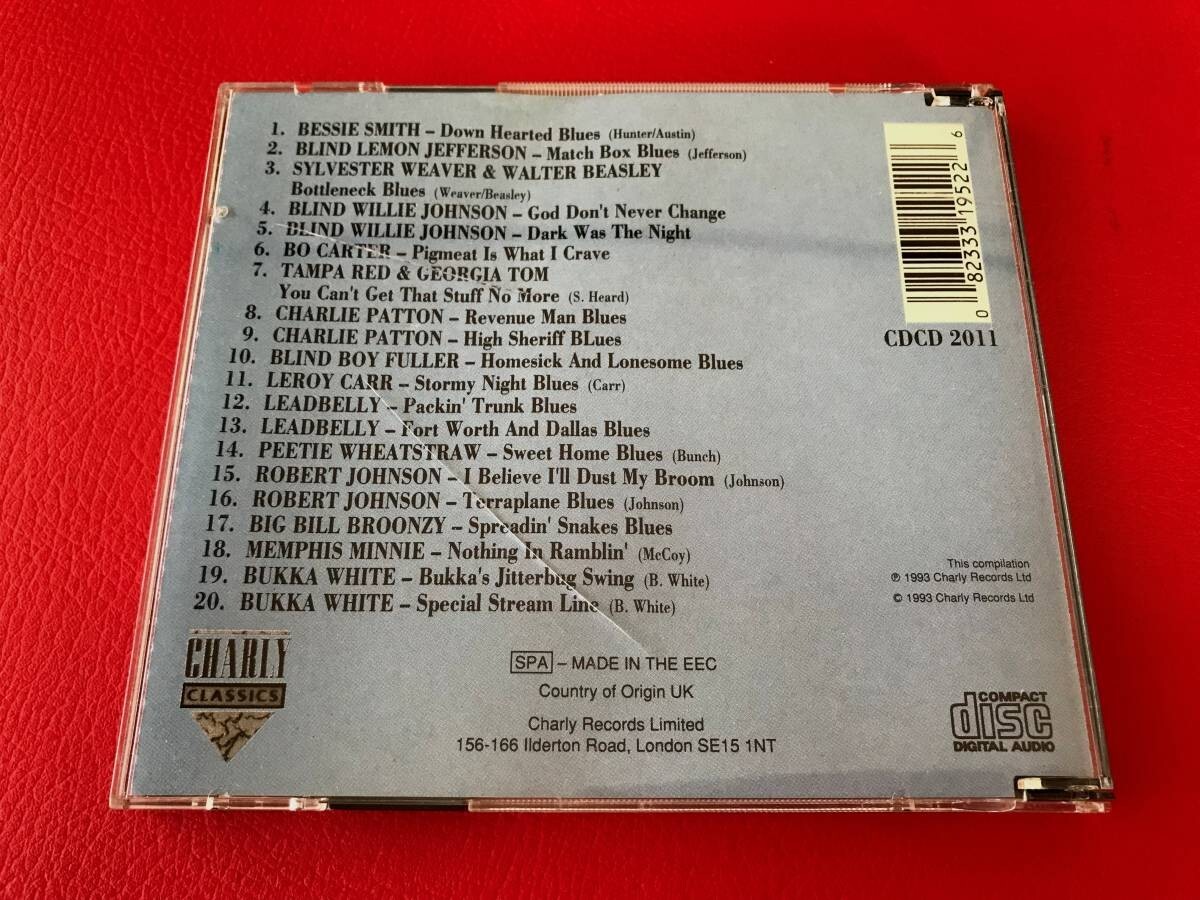 1. BESSIE SMITH – Down Hearted Blues (Hunter/Austin)
2. BLIND LEMON JEFFERSON – Match Box Blues (Jefferson)
3. SYLVESTER WEAVER & WALTER BEASLEY
Bottleneck Blues (Weaver/Beasley)
4. BLIND WILLIE JOHNSON – God Don't Never Change
5. BLIND WILLIE JOHNSON – Dark Was The Night
6. BO CARTER – Pigmeat Is What I Crave
7. TAMPA RED & GEORGIA TOM
You Can't Get That Stuff No More (S. Heard)
8. CHARLIE PATTON – Revenue Man Blues
9. CHARLIE PATTON – High Sheriff BLues
10. BLIND BOY FULLER – Homesick And Lonesome Blues
11. LEROY CARR – Stormy Night Blues (Carr)
12. LEADBELLY – Packin' Trunk Blues
13. LEADBELLY – Fort Worth And Dallas Blues
14. PEETIE WHEATSTRAW – Sweet Home Blues (Bunch)
15. ROBERT JOHNSON – I Believe I'll Dust My Broom (Johnson)
16. ROBERT JOHNSON – Terraplane Blues (Johnson)
17. BIG BILL BROONZY – Spreadin' Snakes Blues
18. MEMPHIS MINNIE – Nothing In Ramblin' (McCoy)
19. BUKKA WHITE – Bukka's Jitterbug Swing (B. White)
20. BUKKA WHITE – Special Stream Line (B. White)
0 82333 19522 6
CDCD 2011
This compilation
℗ 1993 Charly Records Ltd
© 1993 Charly Records Ltd
CHARLY
CLASSICS
SPA – MADE IN THE EEC
Country of Origin UK
Charly Records Limited
156-166 Ilderton Road, London SE15 1NT
COMPACT
disc
DIGITAL AUDIO